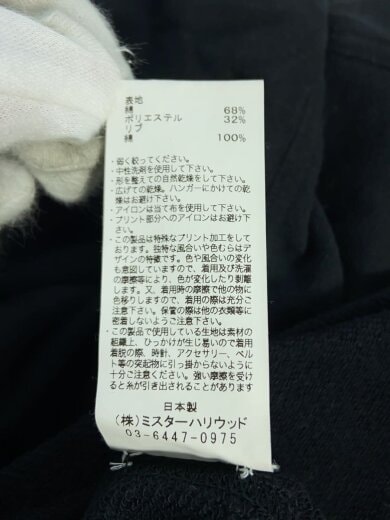 表地
綿 68%
ポリエステル 32%
リブ
綿 100%
・弱く絞ってください。
・中性洗剤を使用して下さい。
・形を整えての自然乾燥をして下さい。
・広げての乾燥。ハンガーにかけての乾
燥はお避け下さい。
・アイロンは当て布を使用して下さい。
・プリント部分へのアイロンはお避け下
さい。
・この製品は特殊なプリント加工をして
おります。独特な風合いや色むらはデ
ザインの特徴です。色や風合いの変化
も意図していますので、着用及び洗濯
の摩擦等により、色が変化したり剥離
します。又、着用時の摩擦で他の物に
色移りしますので、着用の際は充分ご
注意下さい。保管の際は他の衣類等に
密着しないようご注意下さい。
・この製品で使用している生地は素材の
組織上、ひっかけが生じ易いので着用
着脱の際、時計、アクセサリー、ベル
ト等の突起物に引っ掛からないように
十分ご注意ください。強い摩擦を受け
ると糸が引き出されることがあります
日本製
(株)ミスターハリウッド
03-6447-0975